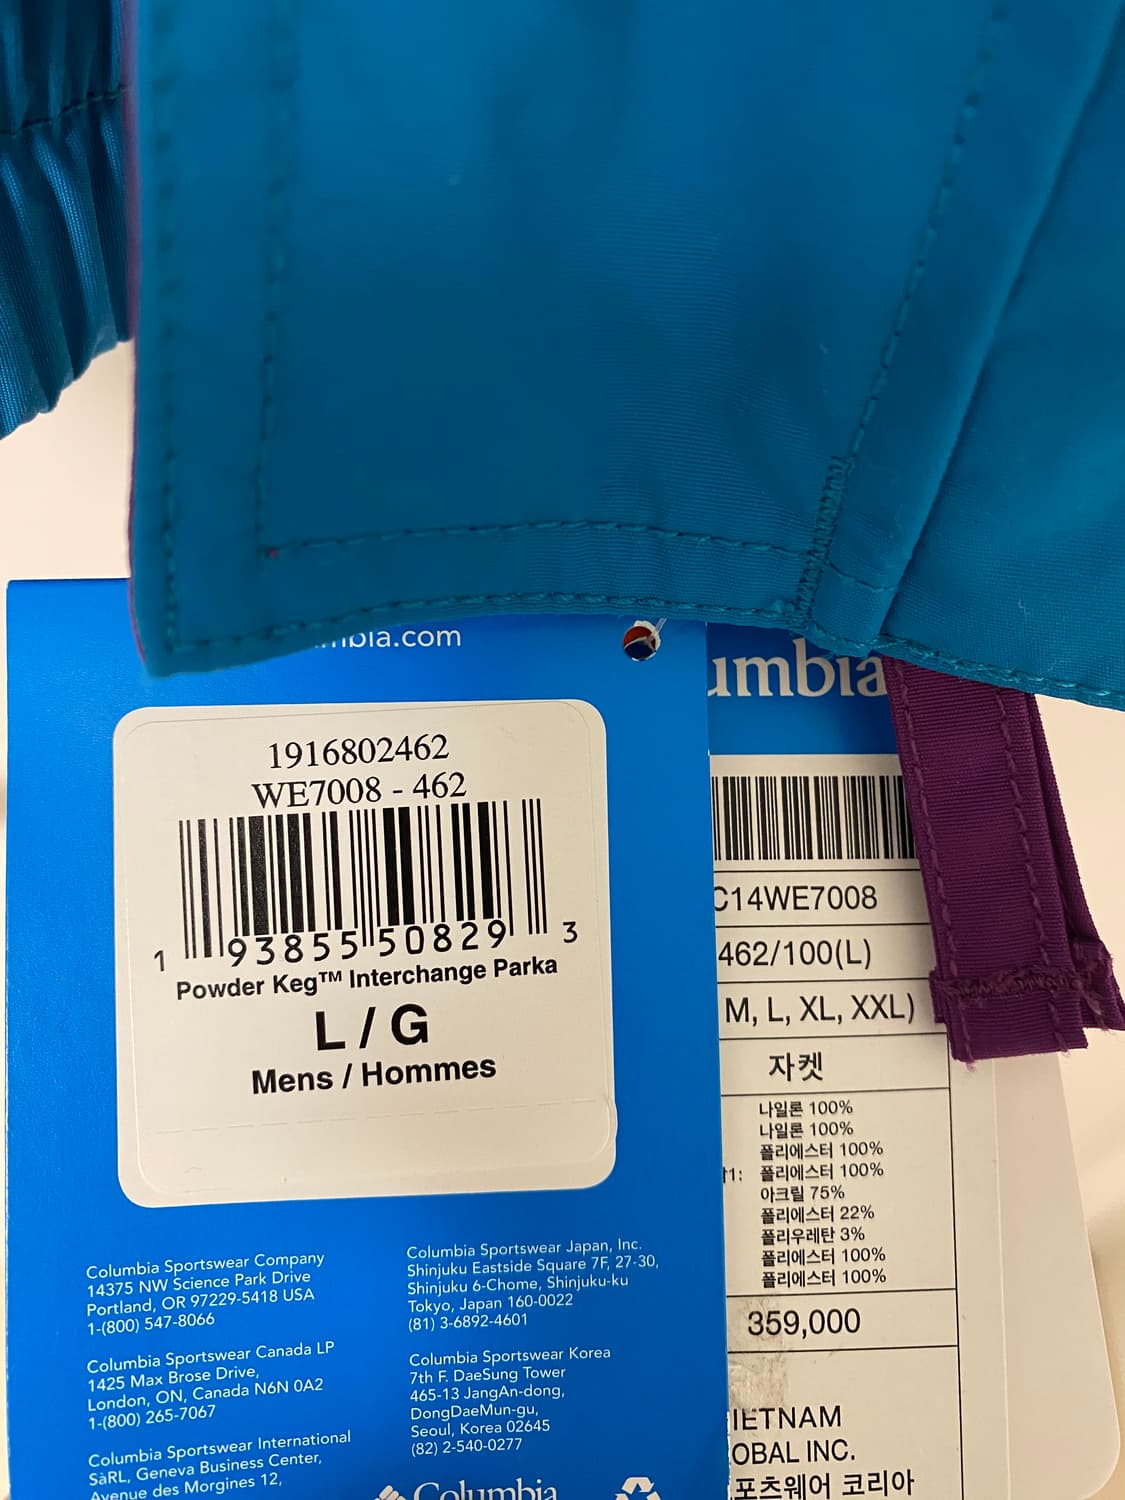 .com
1916802462
WE7008 - 462
1 93855 50829 3
Powder Keg™ Interchange Parka
L / G
Mens / Hommes
Columbia Sportswear Company
14375 NW Science Park Drive
Portland, OR 97229-5418 USA
1-(800) 547-8066
Columbia Sportswear Canada LP
1425 Max Brose Drive,
London, ON, Canada N6N 0A2
1-(800) 265-7067
Columbia Sportswear International
SàRL, Geneva Business Center,
Avenue des Morgines 12,
Columbia Sportswear Japan, Inc.
Shinjuku Eastside Square 7F, 27-30,
Shinjuku 6-Chome, Shinjuku-ku
Tokyo, Japan 160-0022
(81) 3-6892-4601
Columbia Sportswear Korea
7th F. DaeSung Tower
465-13 JangAn-dong,
DongDaeMun-gu,
Seoul, Korea 02645
(82) 2-540-0277
Columbia
umbia
C14WE7008
462/100(L)
M, L, XL, XXL)
자켓
나일론 100%
나일론 100%
폴리에스터 100%
1: 폴리에스터 100%
아크릴 75%
폴리에스터 22%
폴리우레탄 3%
폴리에스터 100%
폴리에스터 100%
359,000
IETNAM
OBAL INC.
포츠웨어 코리아